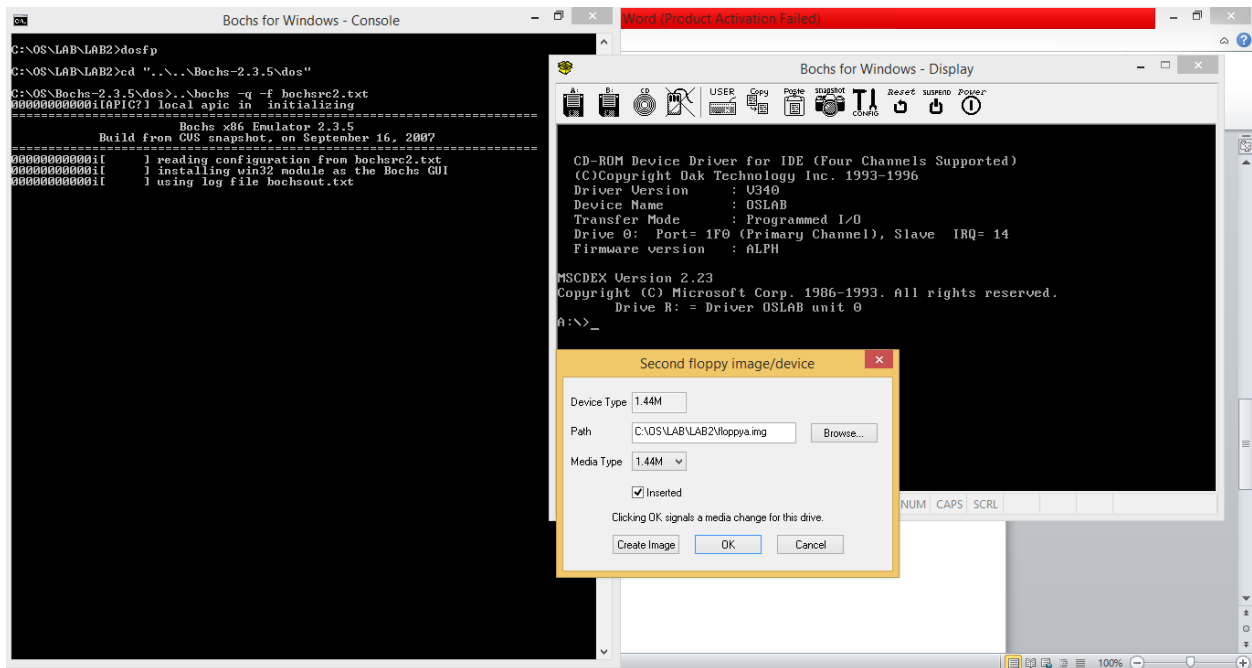 Bochs for Windows - Console
C:\OS\LAB\LAB2>dosfp
C:\OS\LAB\LAB2>cd "..\..\Bochs-2.3.5\dos"
C:\OS\Bochs-2.3.5\dos>..\bochs -q -f bochsrc2.txt
00000000000i[APIC?] local apic in  initializing
========================================================================
Bochs x86 Emulator 2.3.5
Build from CVS snapshot, on September 16, 2007
========================================================================
00000000000i[     ] reading configuration from bochsrc2.txt
00000000000i[     ] installing win32 module as the Bochs GUI
00000000000i[     ] using log file bochsout.txt
Word (Product Activation Failed)
Bochs for Windows - Display
A: B: CD USER Copy Paste snapshot CONFIG Reset SUSPEND Power
CD-ROM Device Driver for IDE (Four Channels Supported)
(C)Copyright Oak Technology Inc. 1993-1996
Driver Version    : V340
Device Name       : OSLAB
Transfer Mode     : Programmed I/O
Drive 0:  Port= 1F0 (Primary Channel), Slave  IRQ= 14
Firmware version  : ALPH
MSCDEX Version 2.23
Copyright (C) Microsoft Corp. 1986-1993. All rights reserved.
Drive R: = Driver OSLAB unit 0
A:\>_
Second floppy image/device
Device Type 1.44M
Path C:\OS\LAB\LAB2\floppya.img Browse...
Media Type 1.44M
Inserted
Clicking OK signals a media change for this drive.
Create Image OK Cancel
NUM CAPS SCRL
100%